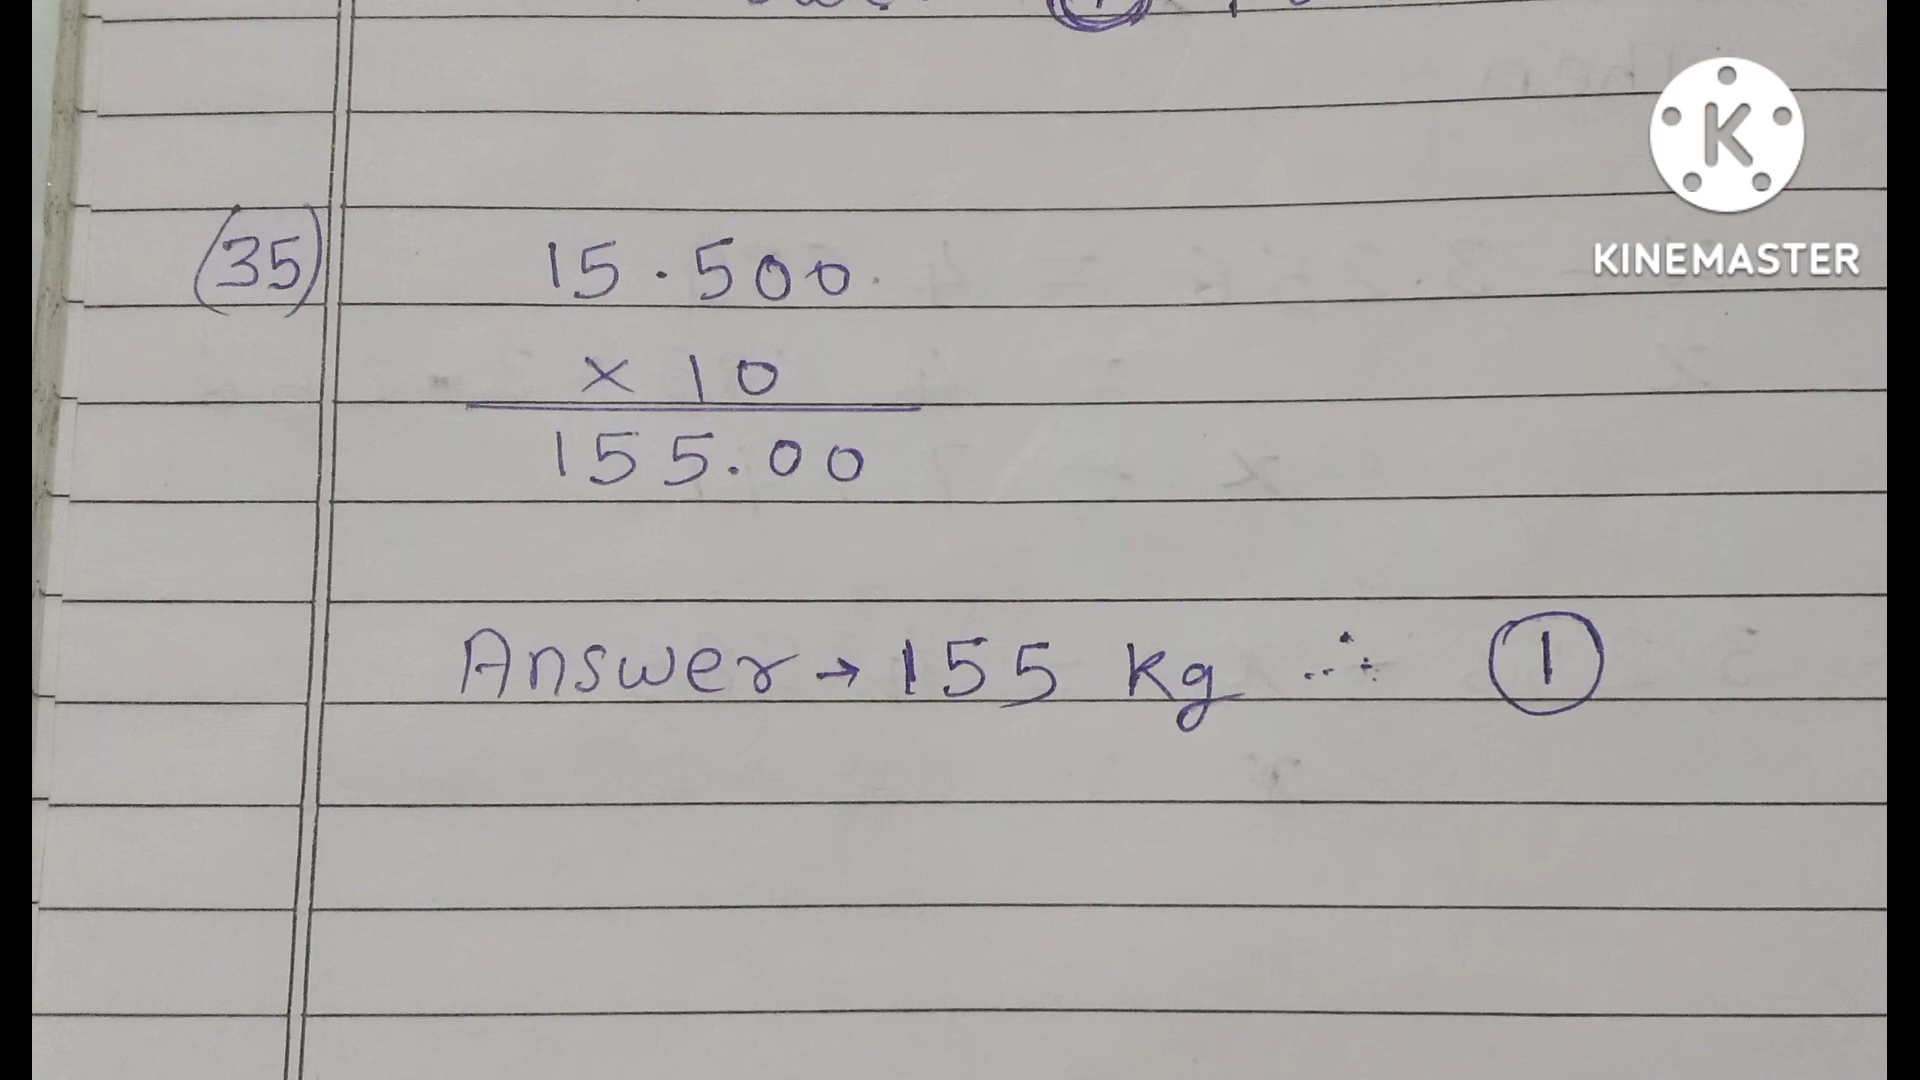 K
KINEMASTER
(35) 15.500
× 10
155.00
Answer → 155 kg ∴ 1